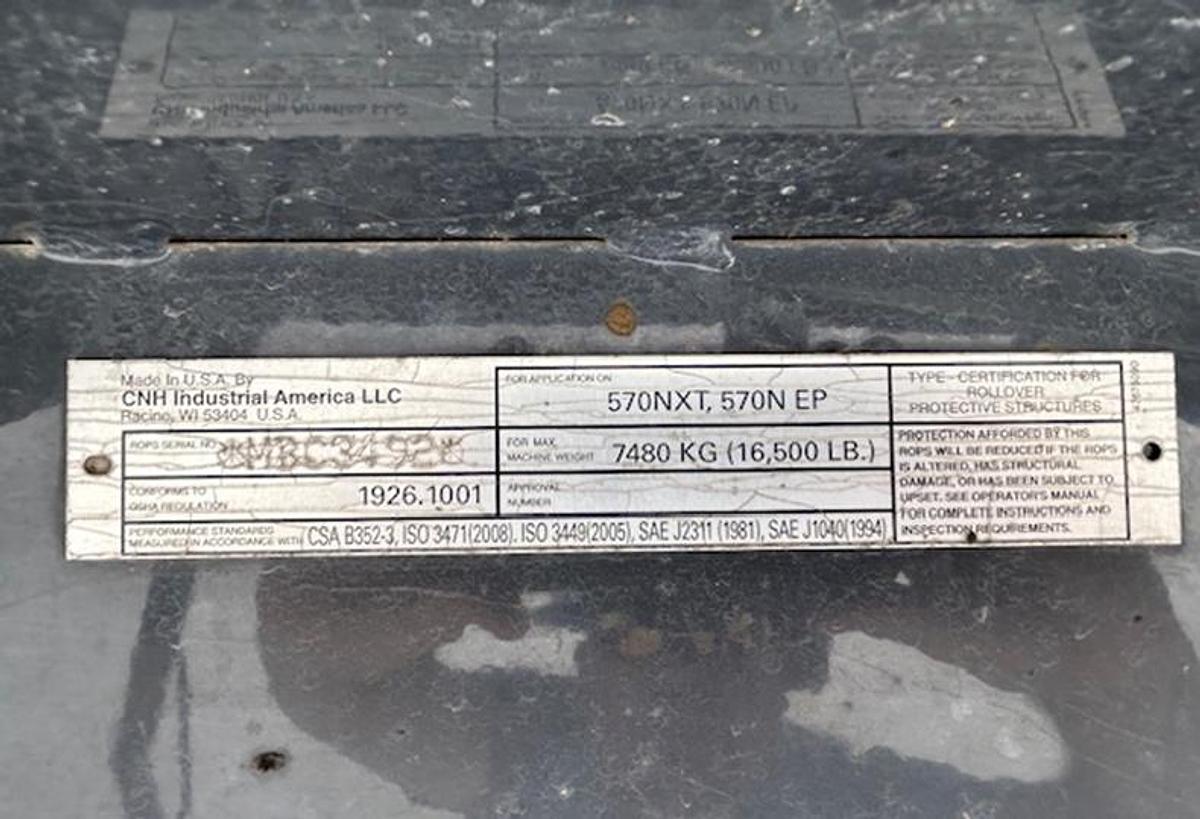 Made In U.S.A. By
CNH Industrial America LLC
Racine, WI 53404 U.S.A.
ROPS SERIAL NO. *MBC3492*
CONFORMS TO
OSHA REGULATION 1926.1001
PERFORMANCE STANDARDS
MEASURED IN ACCORDANCE WITH CSA B352-3, ISO 3471(2008). ISO 3449(2005), SAE J2311 (1981), SAE J1040(1994)
FOR APPLICATION ON
570NXT, 570N EP
FOR MAX.
MACHINE WEIGHT 7480 KG (16,500 LB.)
APPROVAL
NUMBER
TYPE - CERTIFICATION FOR
ROLLOVER
PROTECTIVE STRUCTURES
PROTECTION AFFORDED BY THIS
ROPS WILL BE REDUCED IF THE ROPS
IS ALTERED, HAS STRUCTURAL
DAMAGE, OR HAS BEEN SUBJECT TO
UPSET. SEE OPERATOR'S MANUAL
FOR COMPLETE INSTRUCTIONS AND
INSPECTION REQUIREMENTS.